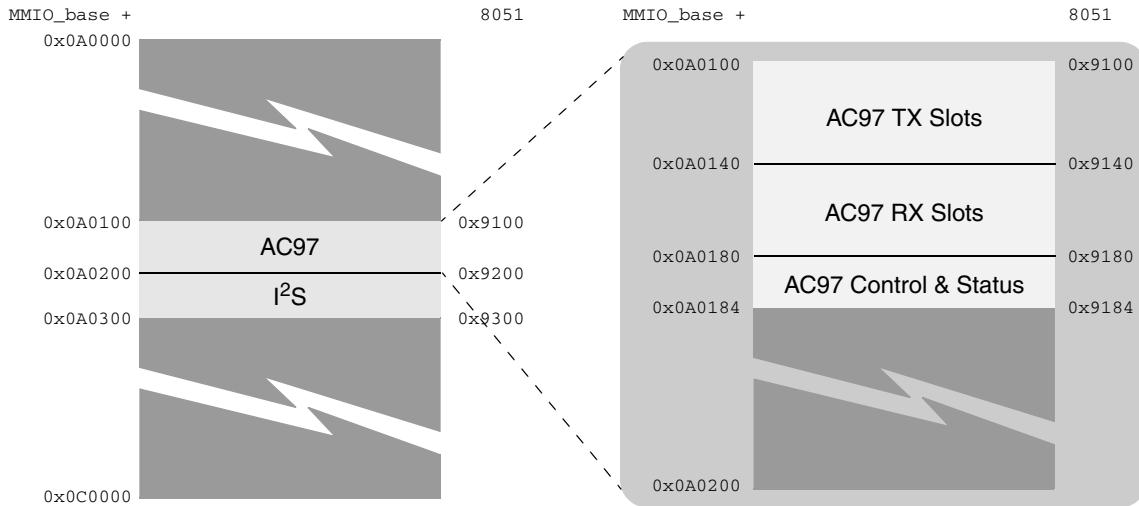 MMIO_base + 8051
0x0A0000
0x0A0100 0x9100
AC97
0x0A0200 0x9200
I²S
0x0A0300 0x9300
0x0C0000
MMIO_base + 8051
0x0A0100 0x9100
AC97 TX Slots
0x0A0140 0x9140
AC97 RX Slots
0x0A0180 0x9180
AC97 Control & Status
0x0A0184 0x9184
0x0A0200